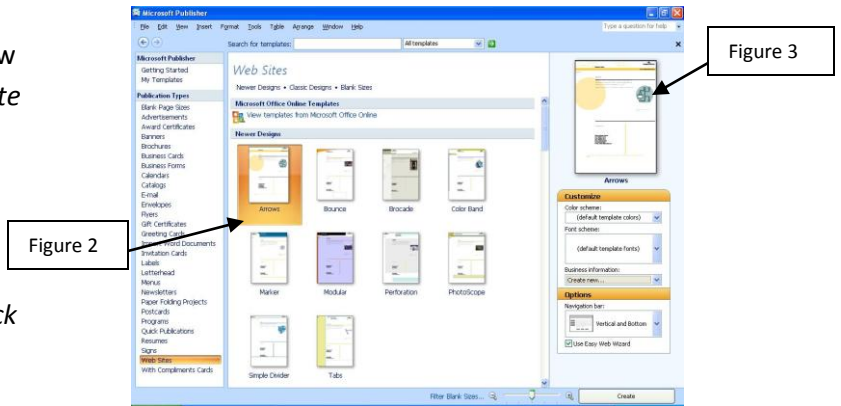 w
te
ck
Figure 2
Figure 3
Microsoft Publisher
File Edit View Insert Format Tools Table Arrange Window Help
Type a question for help
Search for templates:
All templates
Microsoft Publisher
Getting Started
My Templates
Publication Types
Blank Page Sizes
Advertisements
Award Certificates
Banners
Brochures
Business Cards
Business Forms
Calendars
Catalogs
E-mail
Envelopes
Flyers
Gift Certificates
Greeting Cards
Import Word Documents
Invitation Cards
Labels
Letterhead
Menus
Newsletters
Paper Folding Projects
Postcards
Programs
Quick Publications
Resumes
Signs
Web Sites
With Compliments Cards
Web Sites
Newer Designs • Classic Designs • Blank Sizes
Microsoft Office Online Templates
View templates from Microsoft Office Online
Newer Designs
Arrows Bounce Brocade Color Band
Marker Modular Perforation PhotoScope
Simple Divider Tabs
Arrows
Customize
Color scheme:
(default template colors)
Font scheme:
(default template fonts)
Business information:
Create new...
Options
Navigation bar:
Vertical and Bottom
Use Easy Web Wizard
Filter Blank Sizes...
Create